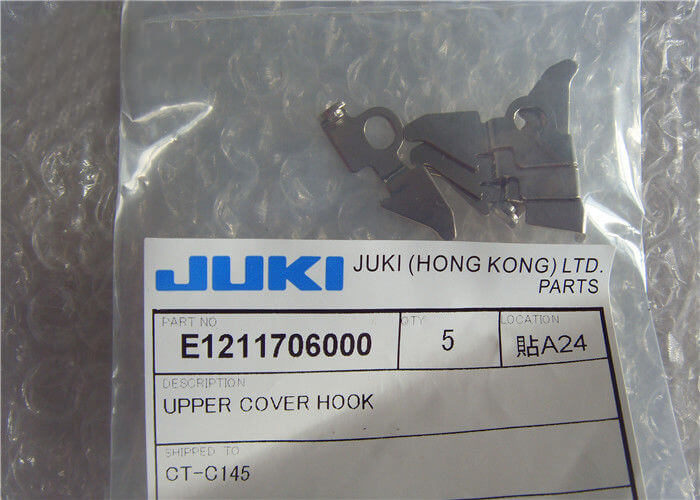 JUKI JUKI (HONG KONG) LTD.
PARTS
PART NO QTY LOCATION
E1211706000 5 貼A24
DESCRIPTION
UPPER COVER HOOK
SHIPPED TO
CT-C145